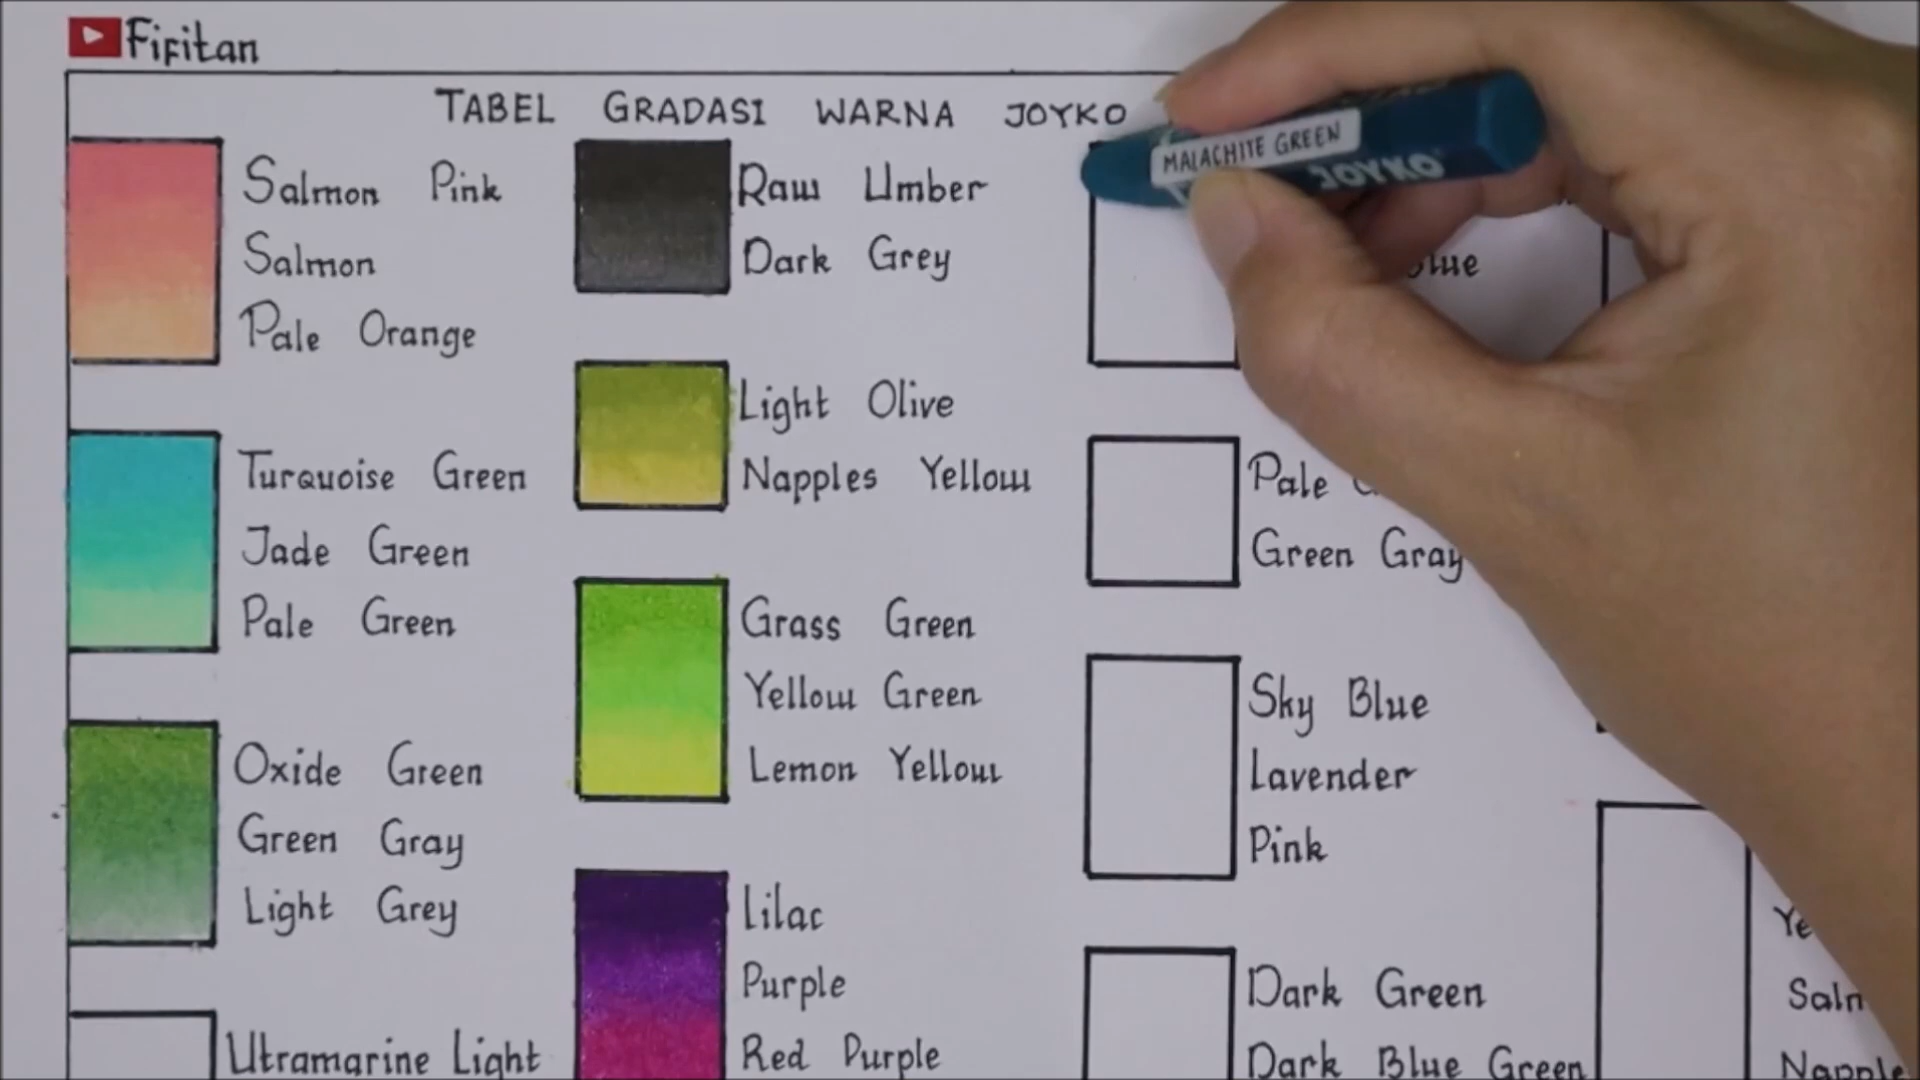 Fifitan
TABEL GRADASI WARNA JOYKO
Salmon Pink
Salmon
Pale Orange
Turquoise Green
Jade Green
Pale Green
Oxide Green
Green Gray
Light Grey
Utramarine Light
Raw Umber
Dark Grey
Light Olive
Napples Yellow
Grass Green
Yellow Green
Lemon Yellow
Lilac
Purple
Red Purple
MALACHITE GREEN
JOYKO
Pale
Green Gray
Sky Blue
Lavender
Pink
Dark Green
Dark Blue Green